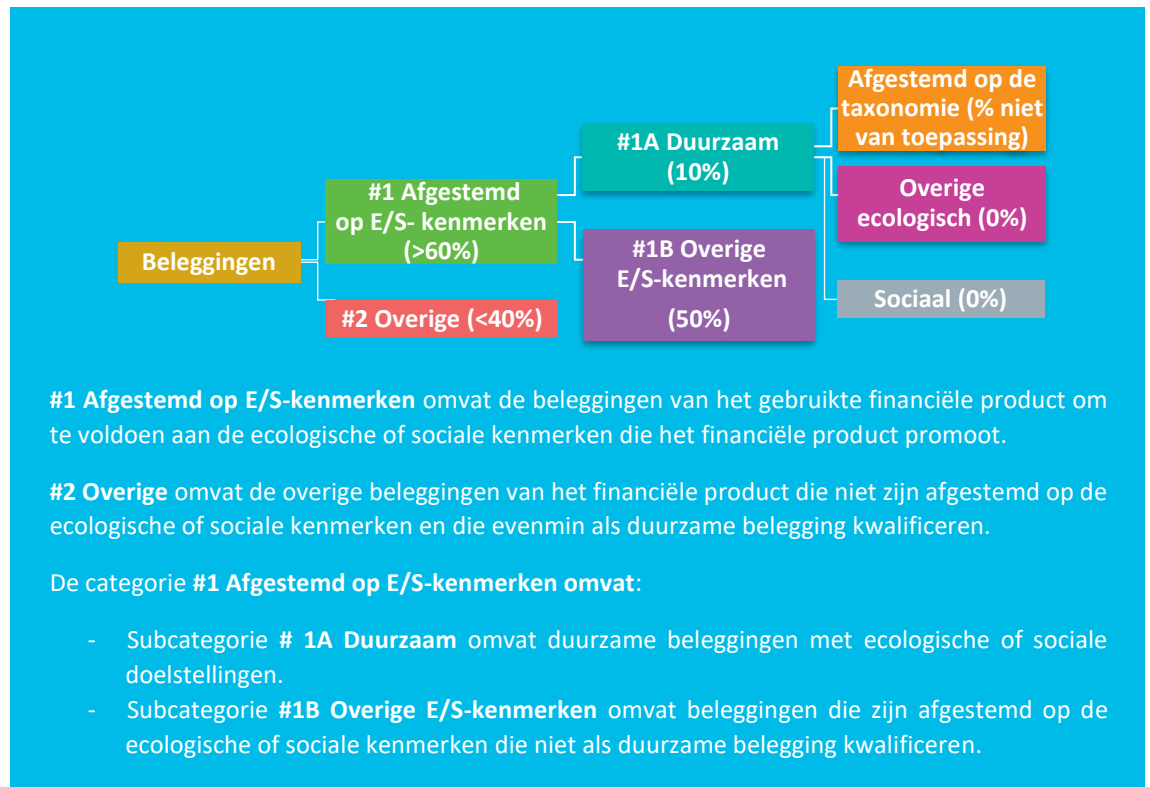 Beleggingen
#1 Afgestemd
op E/S- kenmerken
(>60%)
#2 Overige (<40%)
#1A Duurzaam
(10%)
#1B Overige
E/S-kenmerken
(50%)
Afgestemd op de
taxonomie (% niet
van toepassing)
Overige
ecologisch (0%)
Sociaal (0%)
#1 Afgestemd op E/S-kenmerken omvat de beleggingen van het gebruikte financiële product om
te voldoen aan de ecologische of sociale kenmerken die het financiële product promoot.
#2 Overige omvat de overige beleggingen van het financiële product die niet zijn afgestemd op de
ecologische of sociale kenmerken en die evenmin als duurzame belegging kwalificeren.
De categorie #1 Afgestemd op E/S-kenmerken omvat:
- Subcategorie # 1A Duurzaam omvat duurzame beleggingen met ecologische of sociale
doelstellingen.
- Subcategorie #1B Overige E/S-kenmerken omvat beleggingen die zijn afgestemd op de
ecologische of sociale kenmerken die niet als duurzame belegging kwalificeren.